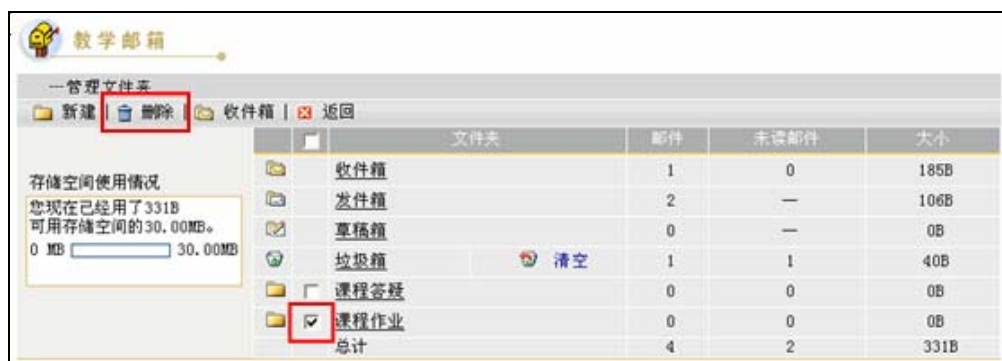 教学邮箱
一管理文件夹
新建 | 删除 | 收件箱 | 返回
文件夹 邮件 未读邮件 大小
收件箱 1 0 185B
发件箱 2 — 106B
草稿箱 0 — 0B
垃圾箱 清空 1 1 40B
课程答疑 0 0 0B
课程作业 0 0 0B
总计 4 2 331B
存储空间使用情况
您现在已经用了331B
可用存储空间的30.00MB。
0 MB 30.00MB